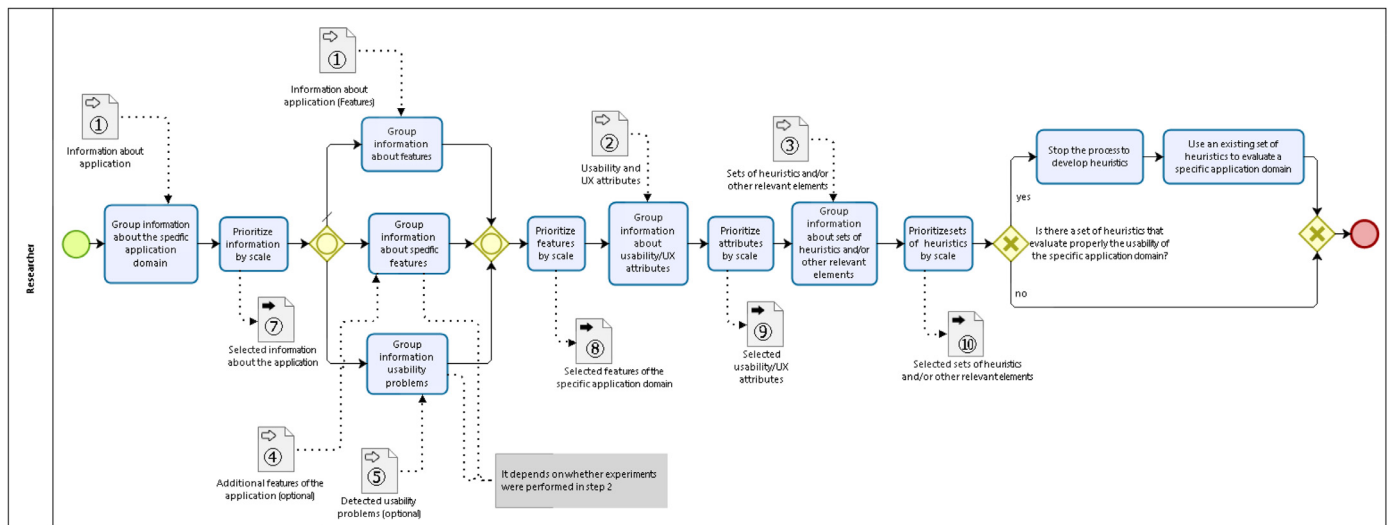 Researcher
①
Information about
application
Group information
about the specific
application
domain
Prioritize
information
by scale
⑦
Selected information
about the application
①
Information about
application (Features)
Group
information
about features
Group
information
about specific
features
Group
information
usability
problems
④
Additional features of the
application (optional)
⑤
Detected usability
problems (optional)
It depends on whether experiments
were performed in step 2
Prioritize
features
by scale
⑧
Selected features of the
specific application domain
②
Usability and
UX attributes
Group
information
about
usability/UX
attributes
Prioritize
attributes
by scale
⑨
Selected
usability/UX
attributes
③
Sets of heuristics and/or
other relevant elements
Group
information
about sets of
heuristics and/or
other relevant
elements
Prioritize sets
of heuristics
by scale
⑩
Selected sets of heuristics
and/or other relevant elements
Is there a set of heuristics that
evaluate properly the usability of
the specific application domain?
yes
no
Stop the process to
develop heuristics
Use an existing set of
heuristics to evaluate a
specific application domain